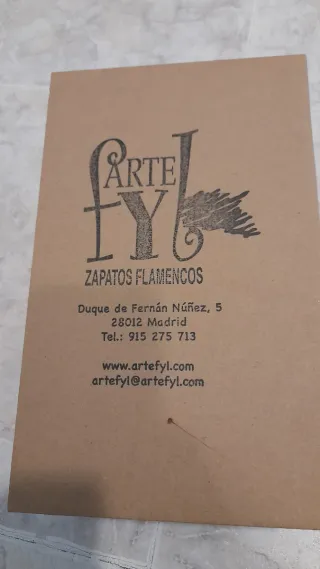 ARTE
fyl
ZAPATOS FLAMENCOS
Duque de Fernán Núñez, 5
28012 Madrid
Tel.: 915 275 713
www.artefyl.com
artefyl@artefyl.com